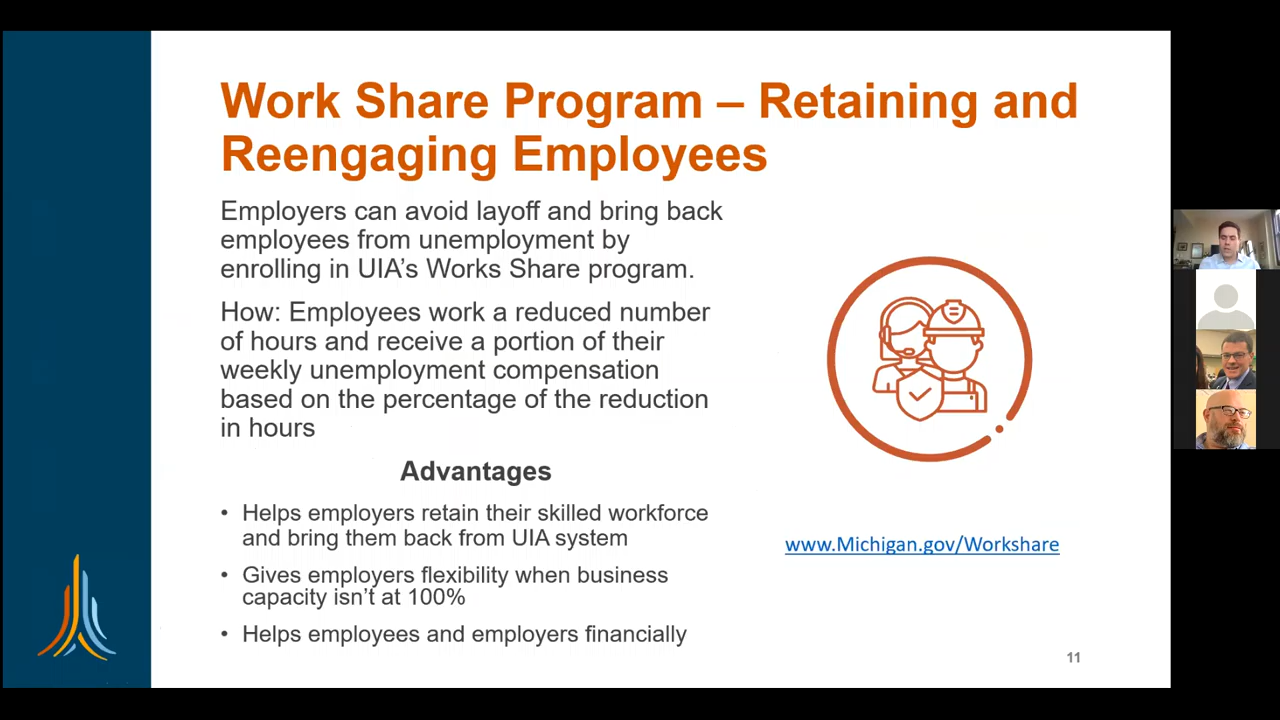 Work Share Program – Retaining and
Reengaging Employees
Employers can avoid layoff and bring back
employees from unemployment by
enrolling in UIA's Works Share program.
How: Employees work a reduced number
of hours and receive a portion of their
weekly unemployment compensation
based on the percentage of the reduction
in hours
Advantages
• Helps employers retain their skilled workforce
and bring them back from UIA system
• Gives employers flexibility when business
capacity isn't at 100%
• Helps employees and employers financially
www.Michigan.gov/Workshare
11